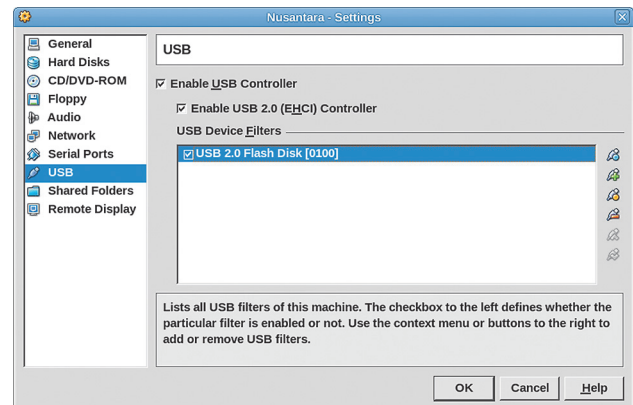 Nusantara - Settings
General
Hard Disks
CD/DVD-ROM
Floppy
Audio
Network
Serial Ports
USB
Shared Folders
Remote Display
USB
Enable USB Controller
Enable USB 2.0 (EHCI) Controller
USB Device Filters
USB 2.0 Flash Disk [0100]
Lists all USB filters of this machine. The checkbox to the left defines whether the
particular filter is enabled or not. Use the context menu or buttons to the right to
add or remove USB filters.
OK
Cancel
Help